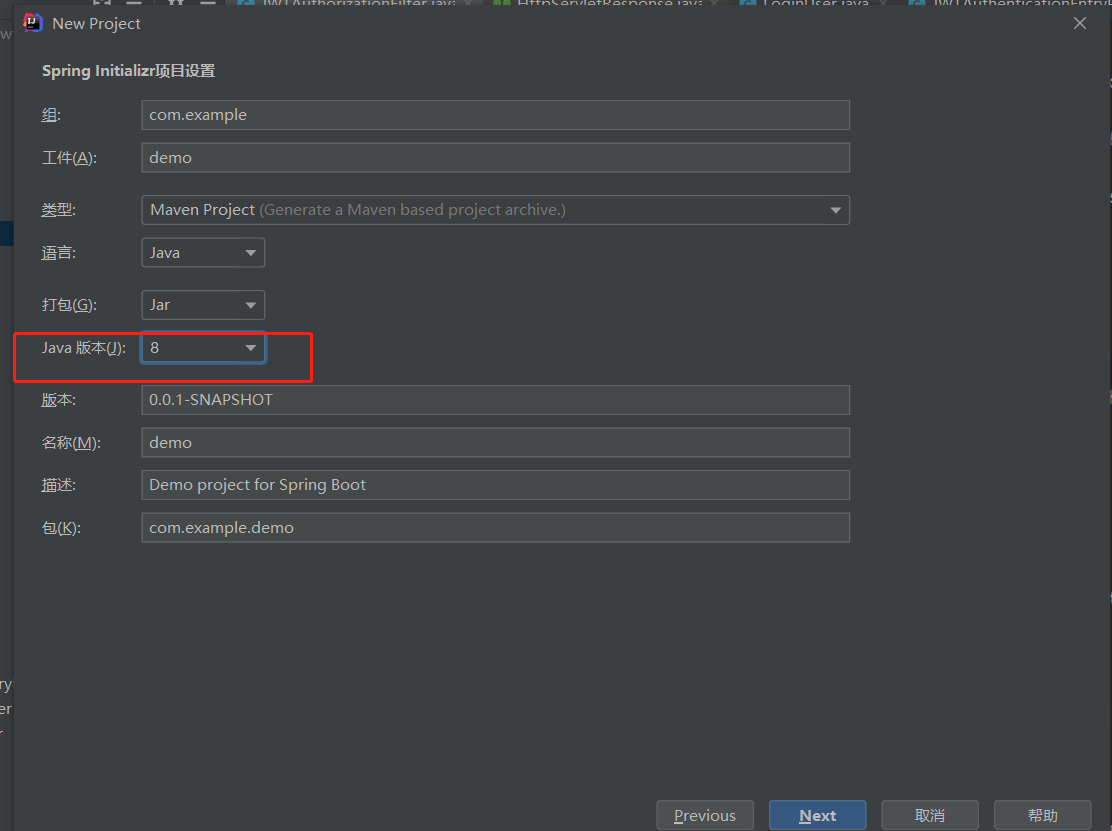 New Project
Spring Initializr项目设置
组: com.example
工件(A): demo
类型: Maven Project (Generate a Maven based project archive.)
语言: Java
打包(G): Jar
Java 版本(J): 8
版本: 0.0.1-SNAPSHOT
名称(M): demo
描述: Demo project for Spring Boot
包(K): com.example.demo
ry
er
r
Previous Next 取消 帮助